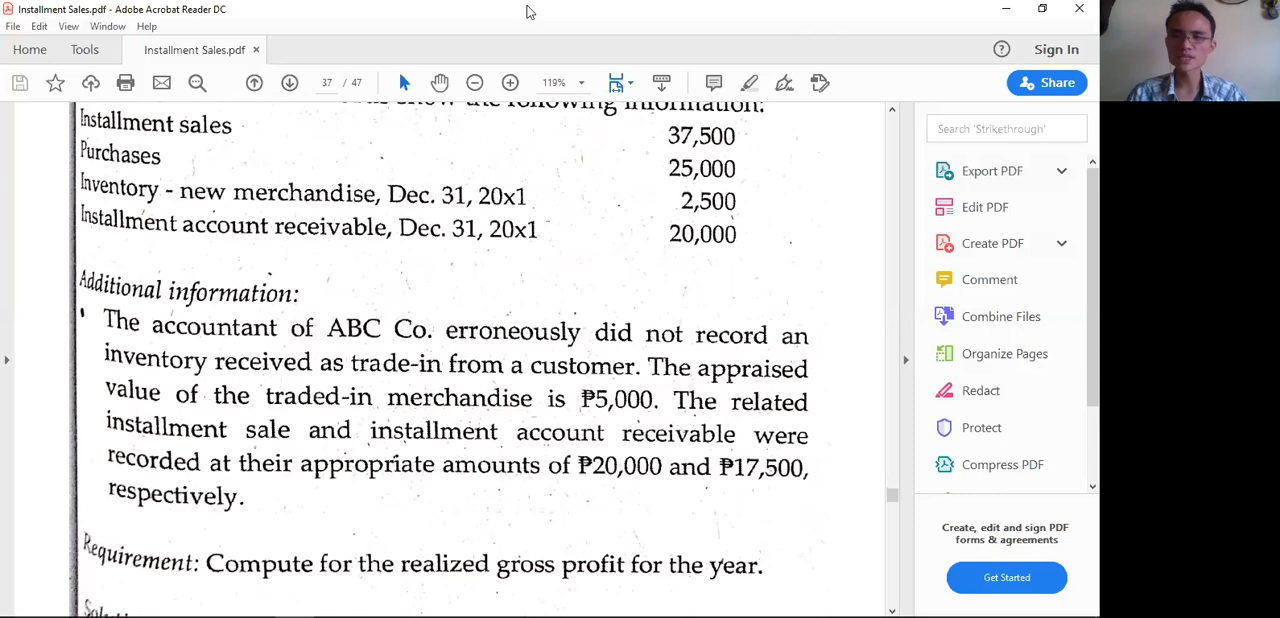 Installment Sales.pdf - Adobe Acrobat Reader DC
File Edit View Window Help
Home Tools Installment Sales.pdf × Sign In
37 / 47 119% Share
following information:
Installment sales 37,500
Purchases 25,000
Inventory - new merchandise, Dec. 31, 20x1 2,500
Installment account receivable, Dec. 31, 20x1 20,000
Additional information:
• The accountant of ABC Co. erroneously did not record an
inventory received as trade-in from a customer. The appraised
value of the traded-in merchandise is ₱5,000. The related
installment sale and installment account receivable were
recorded at their appropriate amounts of ₱20,000 and ₱17,500,
respectively.
Requirement: Compute for the realized gross profit for the year.
Search 'Strikethrough'
Export PDF
Edit PDF
Create PDF
Comment
Combine Files
Organize Pages
Redact
Protect
Compress PDF
Create, edit and sign PDF
forms & agreements
Get Started